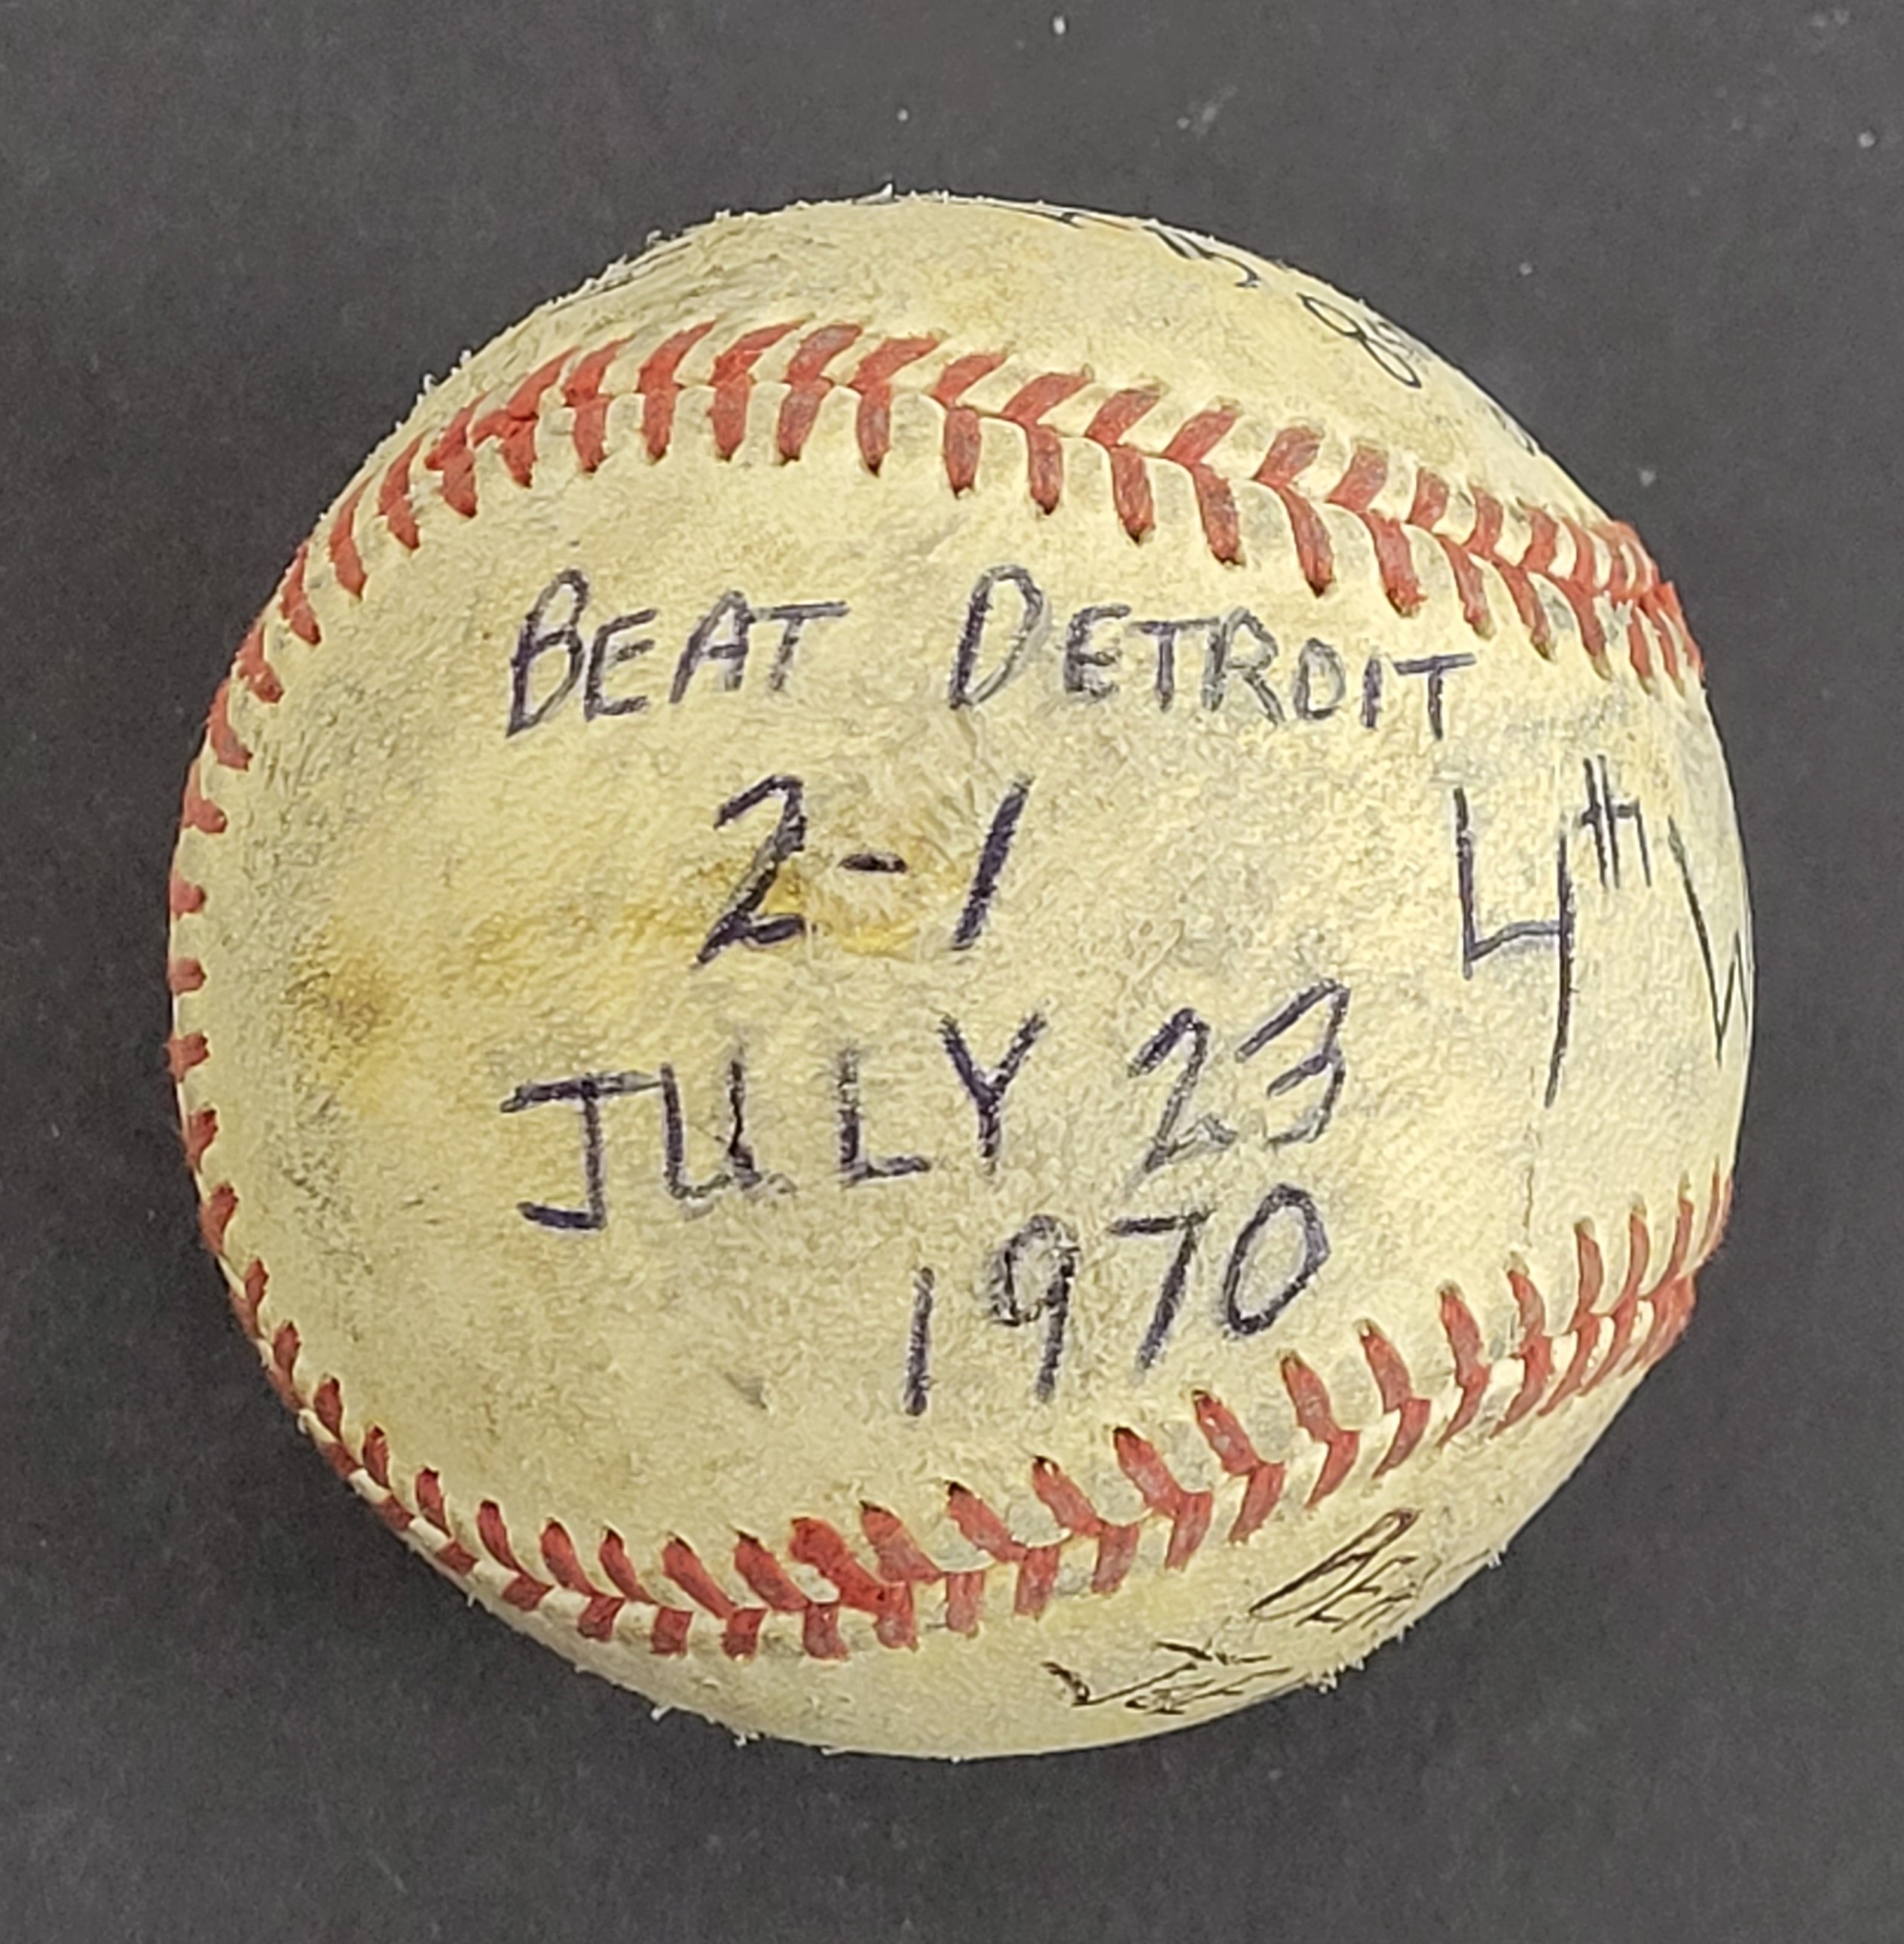 BEAT DETROIT
2-1
4th
JULY 23
1970